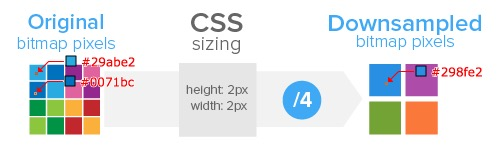 Original
bitmap pixels
#29abe2
#0071bc
CSS
sizing
height: 2px
width: 2px
/4
Downsampled
bitmap pixels
#298fe2